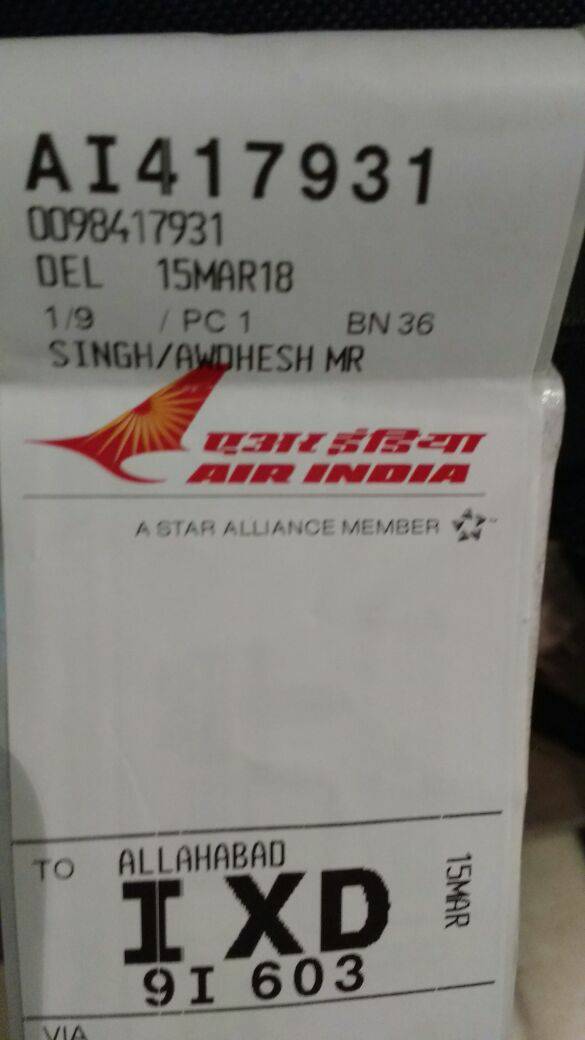 AI417931
0098417931
DEL 15MAR18
1/9 / PC 1 BN 36
SINGH/AWDHESH MR
एअर इंडिया
AIR INDIA
A STAR ALLIANCE MEMBER
TO ALLAHABAD
15MAR
IXD
9I 603
VIA